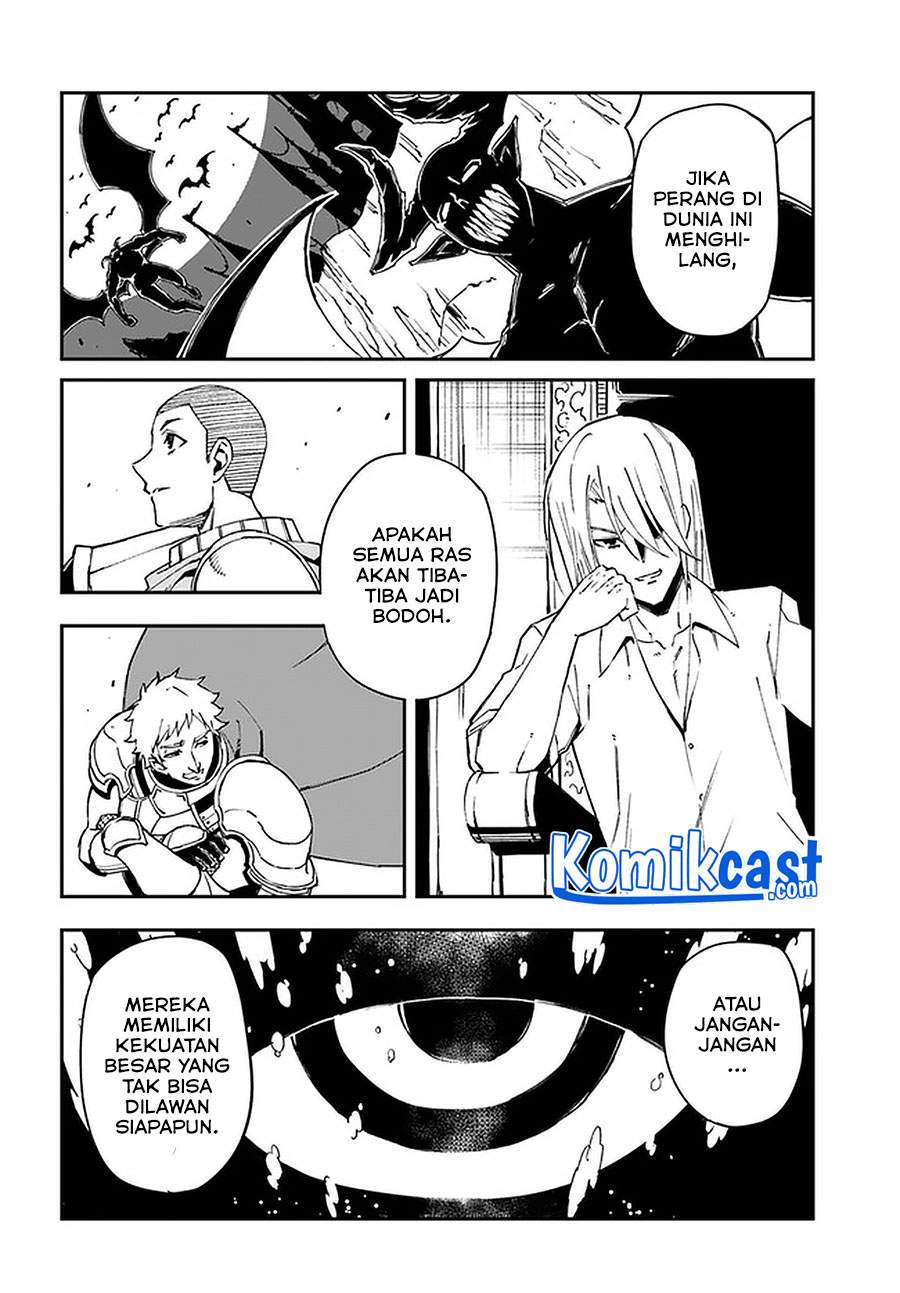 JIKA
PERANG DI
DUNIA INI
MENGHI-
LANG,
APAKAH
SEMUA RAS
AKAN TIBA-
TIBA JADI
BODOH.
Komikcast
.com
ATAU
JANGAN-
JANGAN
...
MEREKA
MEMILIKI
KEKUATAN
BESAR YANG
TAK BISA
DILAWAN
SIAPAPUN.